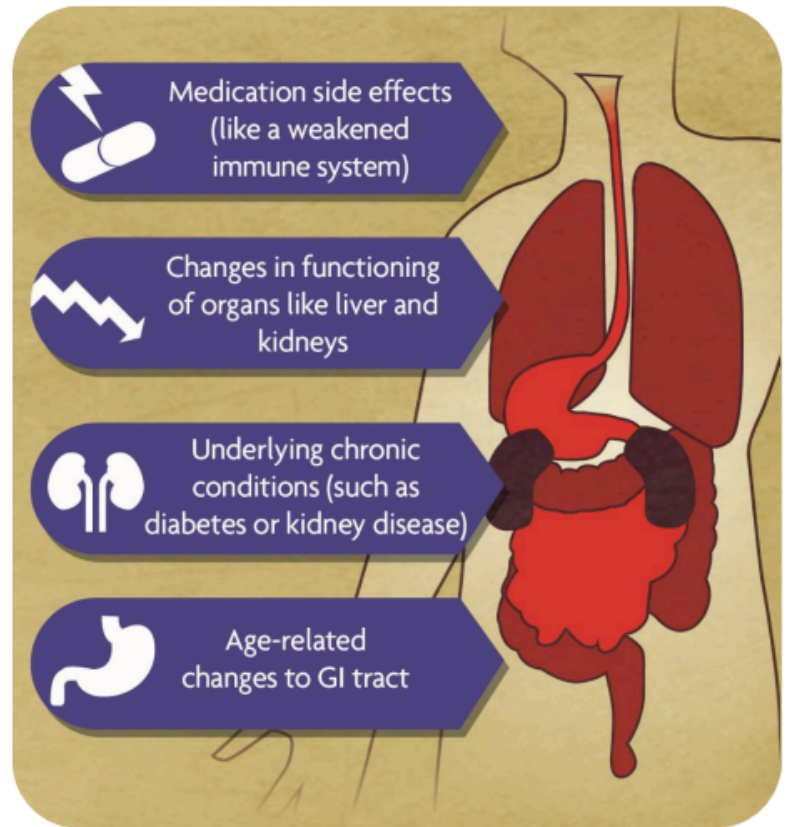 Medication side effects
(like a weakened
immune system)
Changes in functioning
of organs like liver and
kidneys
Underlying chronic
conditions (such as
diabetes or kidney disease)
Age-related
changes to GI tract